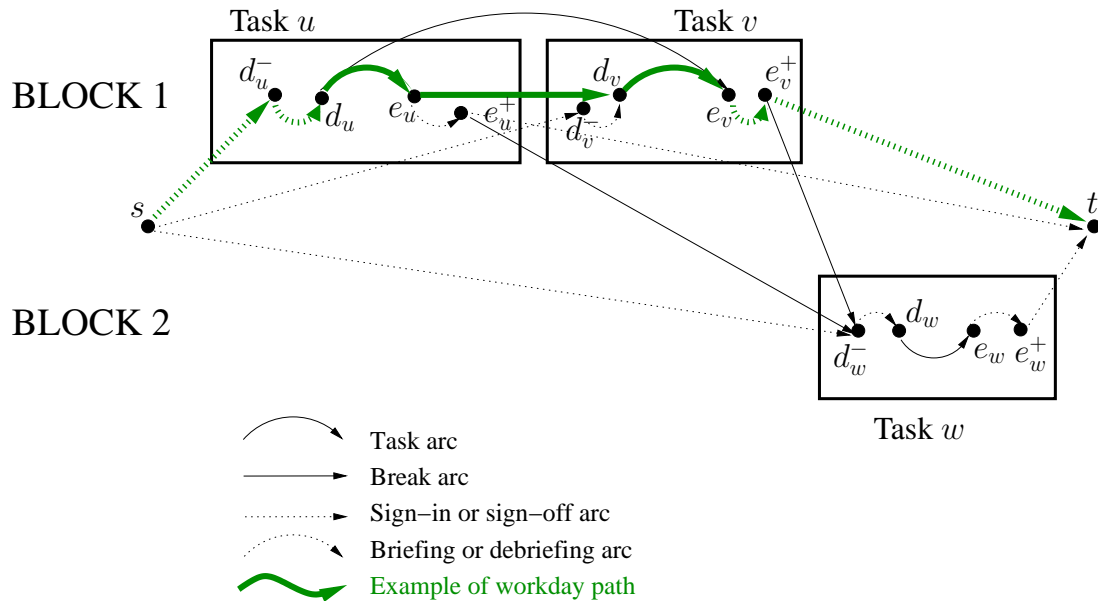 Task u Task v
BLOCK 1
d_u^- d_u e_u e_u^+ d_v^- d_v e_v e_v^+
s t
BLOCK 2
d_w^- d_w e_w e_w^+
Task w
Task arc
Break arc
Sign–in or sign–off arc
Briefing or debriefing arc
Example of workday path